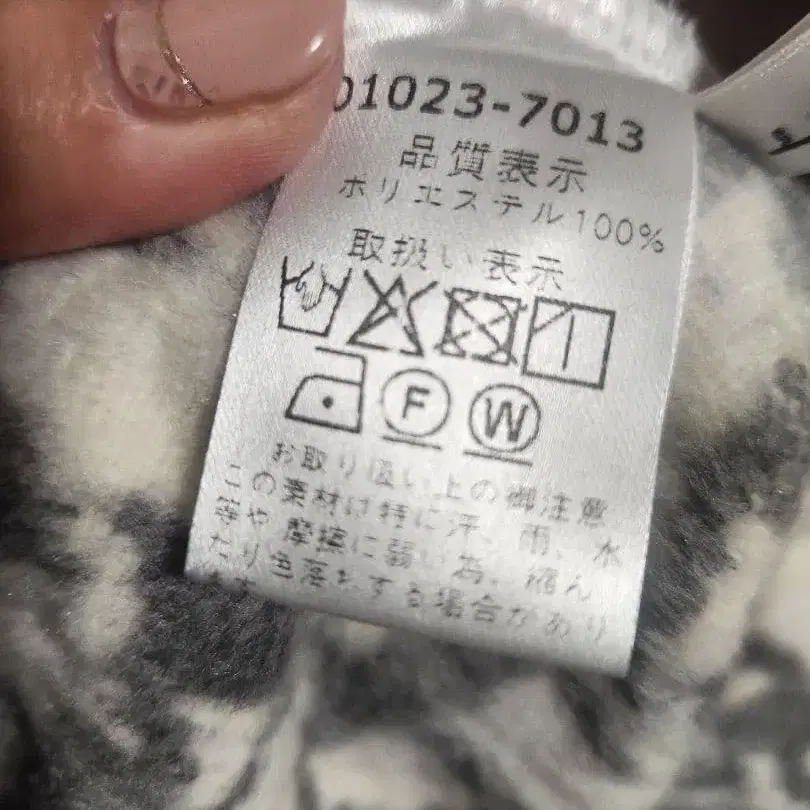 01023-7013
品質表示
ポリエステル100%
取扱い表示
F W
お取り扱い上の御注意
この素材は特に汗、雨、水
等や摩擦に弱い為、縮ん
だり色落ちする場合があり